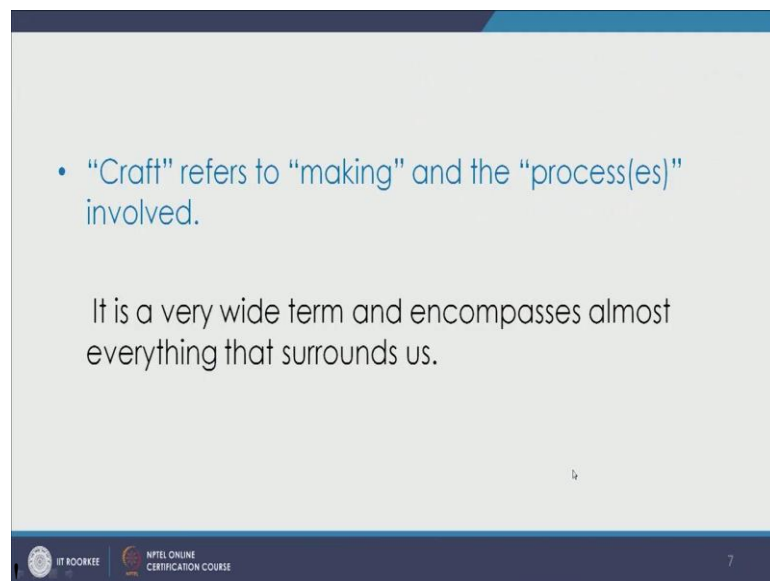 • “Craft” refers to “making” and the “process(es)”
involved.
It is a very wide term and encompasses almost
everything that surrounds us.
IIT ROORKEE
NPTEL ONLINE
CERTIFICATION COURSE
7